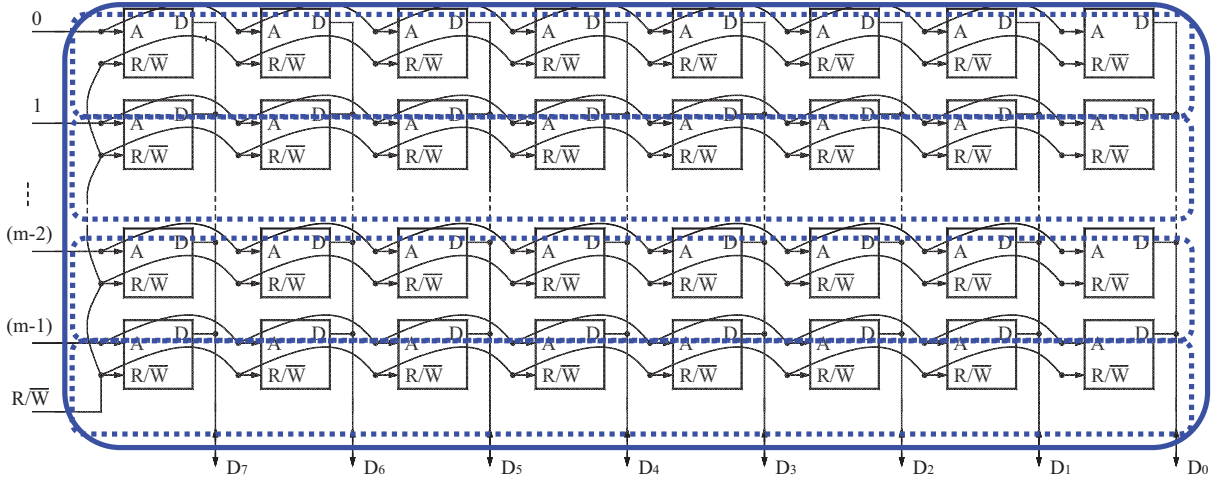 0
D D D D D D D D
A A A A A A A A
R/W̅ R/W̅ R/W̅ R/W̅ R/W̅ R/W̅ R/W̅ R/W̅
1
D D D D D D D D
A A A A A A A A
R/W̅ R/W̅ R/W̅ R/W̅ R/W̅ R/W̅ R/W̅ R/W̅
(m-2)
D D D D D D D D
A A A A A A A A
R/W̅ R/W̅ R/W̅ R/W̅ R/W̅ R/W̅ R/W̅ R/W̅
(m-1)
D D D D D D D D
A A A A A A A A
R/W̅ R/W̅ R/W̅ R/W̅ R/W̅ R/W̅ R/W̅ R/W̅
R/W̅
D7 D6 D5 D4 D3 D2 D1 D0